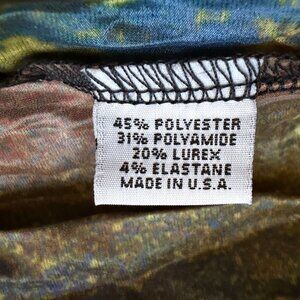 45% POLYESTER
31% POLYAMIDE
20% LUREX
4% ELASTANE
MADE IN U.S.A.